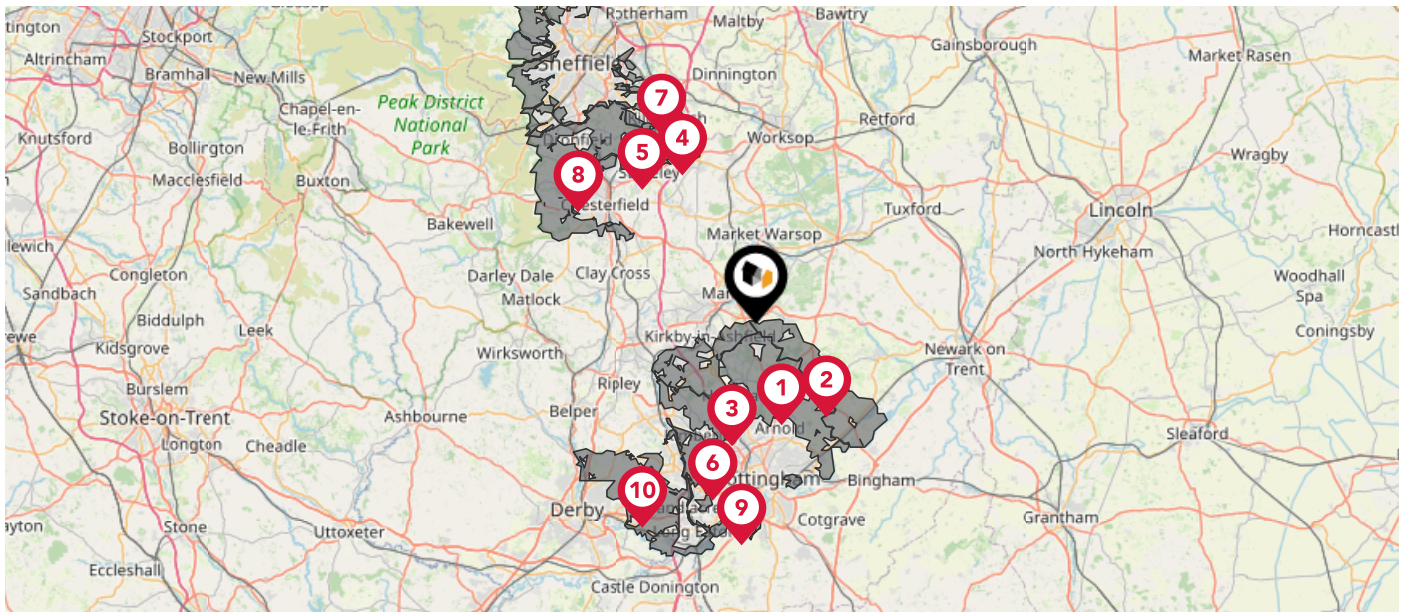 Rotherham
Bawtry
Maltby
Stockport
Gainsborough
Altrincham
Sheffield
Market Rasen
Bramhall
New Mills
Dinnington
Peak District
National
Park
Chapel-en-
le-Frith
7
Retford
Knutsford
4
Worksop
Bollington
5
Wragby
Macclesfield
Buxton
8
Chesterfield
Tuxford
Lincoln
Bakewell
Market Warsop
North Hykeham
Congleton
Darley Dale
Clay Cross
Woodhall
Spa
Sandbach
Matlock
Biddulph
Leek
Kirkby-in-Ashfield
Coningsby
Kidsgrove
Wirksworth
Newark on
Trent
Burslem
Ripley
1
2
Stoke-on-Trent
Ashbourne
Belper
3
Arnold
Sleaford
Longton
Cheadle
6
Bingham
10
Derby
9
Cotgrave
Grantham
Stone
Uttoxeter
Eccleshall
Castle Donington